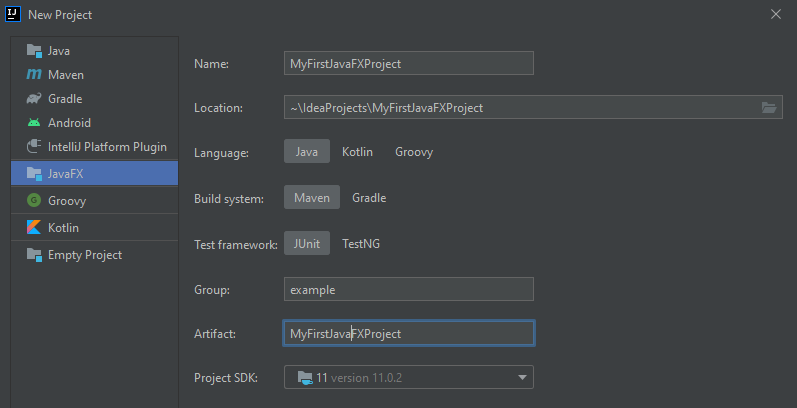 New Project
Java
Maven
Gradle
Android
IntelliJ Platform Plugin
JavaFX
Groovy
Kotlin
Empty Project
Name: MyFirstJavaFXProject
Location: ~\IdeaProjects\MyFirstJavaFXProject
Language: Java Kotlin Groovy
Build system: Maven Gradle
Test framework: JUnit TestNG
Group: example
Artifact: MyFirstJavaFXProject
Project SDK: 11 version 11.0.2